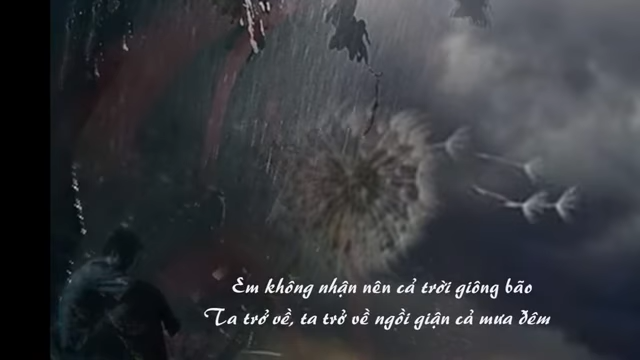 Em không nhận nên cả trời giông bão
Ta trở về, ta trở về ngồi giận cả mưa đêm